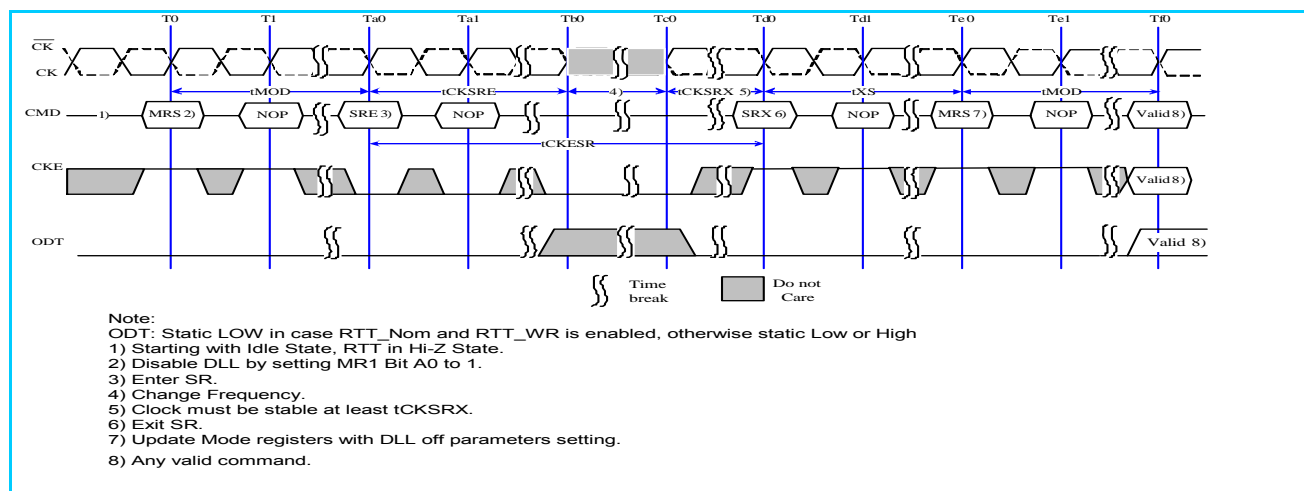 T0 T1 Ta0 Ta1 Tb0 Tc0 Td0 Td1 Te0 Te1 Tf0
CK
CK
tMOD tCKSRE 4) tCKSRX 5) tXS tMOD
CMD 1) MRS 2) NOP SRE 3) NOP SRX 6) NOP MRS 7) NOP Valid 8)
tCKESR
CKE Valid 8)
ODT Valid 8)
Time break
Do not Care
Note:
ODT: Static LOW in case RTT_Nom and RTT_WR is enabled, otherwise static Low or High
1) Starting with Idle State, RTT in Hi-Z State.
2) Disable DLL by setting MR1 Bit A0 to 1.
3) Enter SR.
4) Change Frequency.
5) Clock must be stable at least tCKSRX.
6) Exit SR.
7) Update Mode registers with DLL off parameters setting.
8) Any valid command.